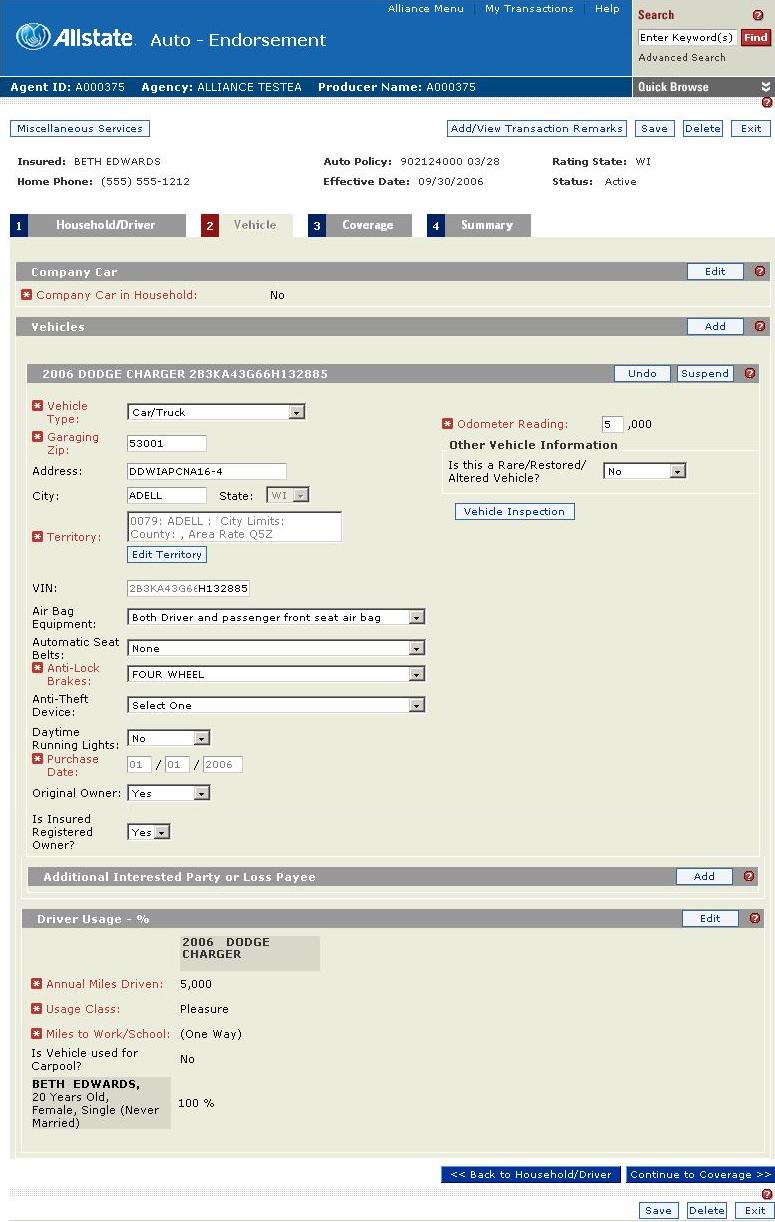 Alliance Menu | My Transactions | Help
Search
Allstate. Auto - Endorsement
Enter Keyword(s) Find
Advanced Search
Agent ID: A000375 Agency: ALLIANCE TESTEA Producer Name: A000375
Quick Browse
Miscellaneous Services
Add/View Transaction Remarks Save Delete Exit
Insured: BETH EDWARDS Auto Policy: 902124000 03/28 Rating State: WI
Home Phone: (555) 555-1212 Effective Date: 09/30/2006 Status: Active
1 Household/Driver 2 Vehicle 3 Coverage 4 Summary
Company Car Edit ?
Company Car in Household: No
Vehicles Add ?
2006 DODGE CHARGER 2B3KA43G66H132885 Undo Suspend ?
Vehicle
Type: Car/Truck
Odometer Reading: 5 ,000
Garaging
Zip: 53001
Other Vehicle Information
Address: DDWIAPCNA16-4
Is this a Rare/Restored/
Altered Vehicle? No
City: ADELL State: WI
Vehicle Inspection
Territory: 0079: ADELL : City Limits:
County: , Area Rate Q5Z
Edit Territory
VIN: 2B3KA43G66H132885
Air Bag
Equipment: Both Driver and passenger front seat air bag
Automatic Seat
Belts: None
Anti-Lock
Brakes: FOUR WHEEL
Anti-Theft
Device: Select One
Daytime
Running Lights: No
Purchase
Date: 01 / 01 / 2006
Original Owner: Yes
Is Insured
Registered
Owner? Yes
Additional Interested Party or Loss Payee Add ?
Driver Usage - % Edit ?
2006 DODGE
CHARGER
Annual Miles Driven: 5,000
Usage Class: Pleasure
Miles to Work/School: (One Way)
Is Vehicle used for
Carpool? No
BETH EDWARDS,
20 Years Old,
Female, Single (Never
Married)
100 %
<< Back to Household/Driver Continue to Coverage >>
?
Save Delete Exit